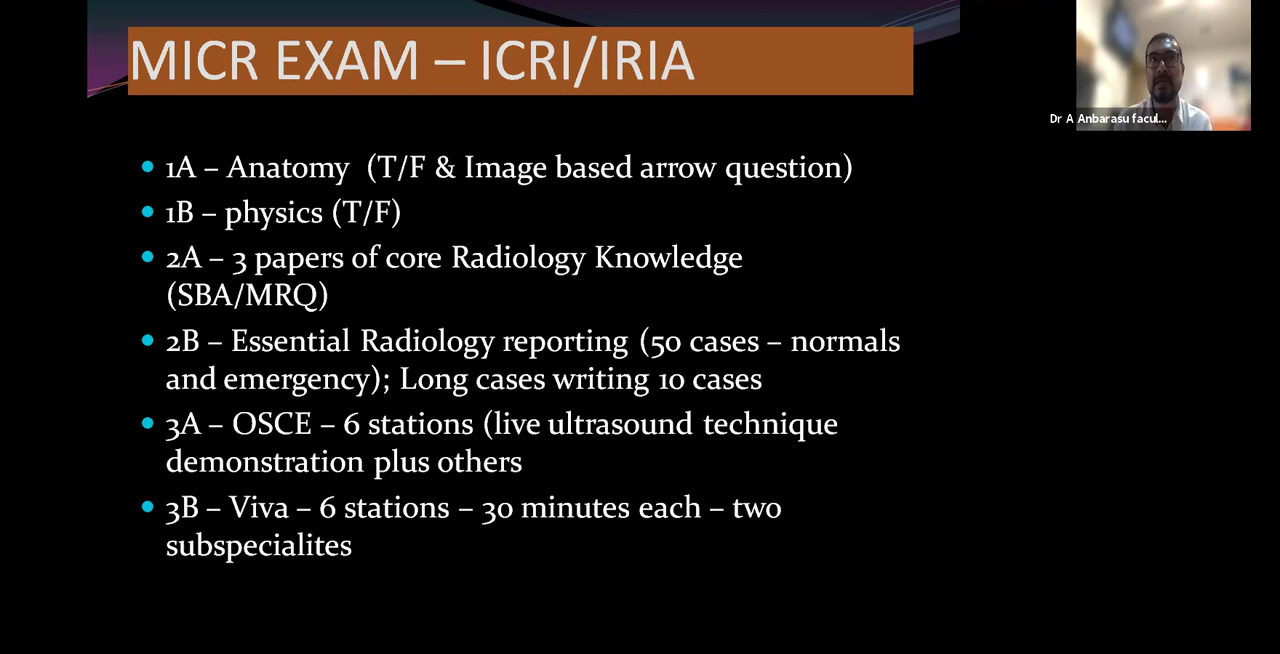 MICR EXAM – ICRI/IRIA
Dr A Anbarasu facul...
• 1A – Anatomy (T/F & Image based arrow question)
• 1B – physics (T/F)
• 2A – 3 papers of core Radiology Knowledge
(SBA/MRQ)
• 2B – Essential Radiology reporting (50 cases – normals
and emergency); Long cases writing 10 cases
• 3A – OSCE – 6 stations (live ultrasound technique
demonstration plus others
• 3B – Viva – 6 stations – 30 minutes each – two
subspecialites